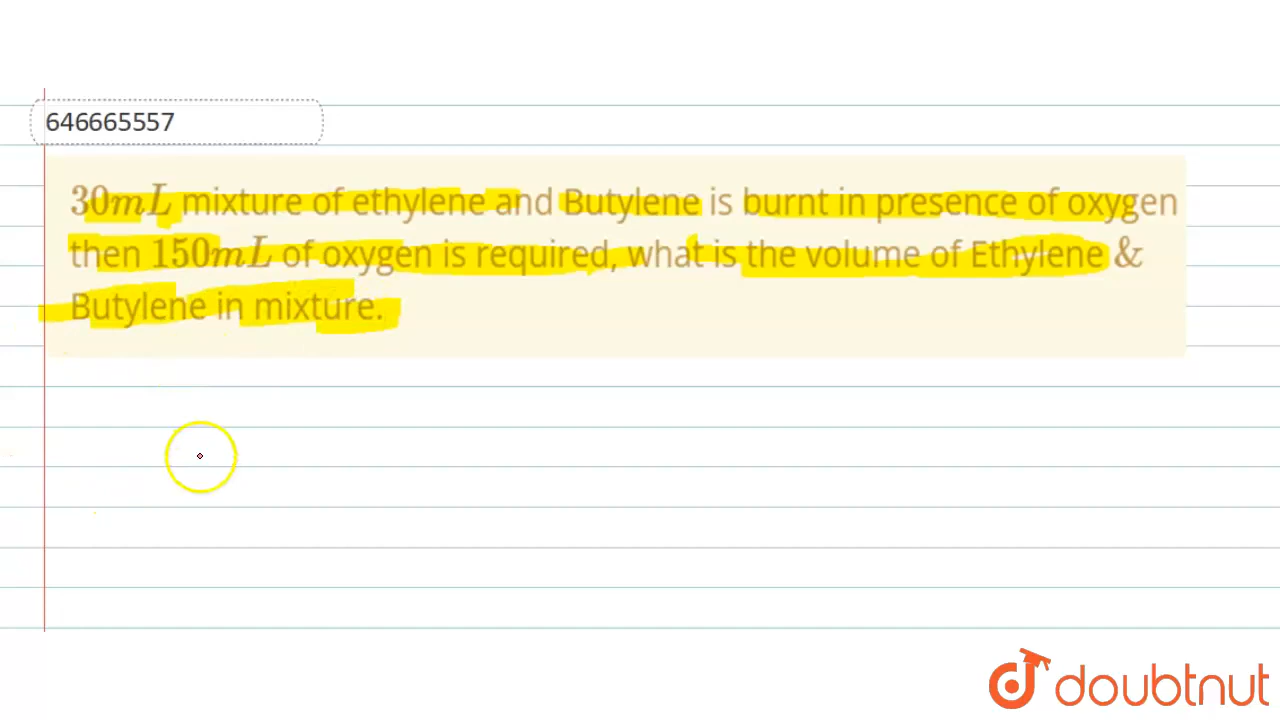 646665557
30mL mixture of ethylene and Butylene is burnt in presence of oxygen
then 150mL of oxygen is required, what is the volume of Ethylene &
Butylene in mixture.
doubtnut